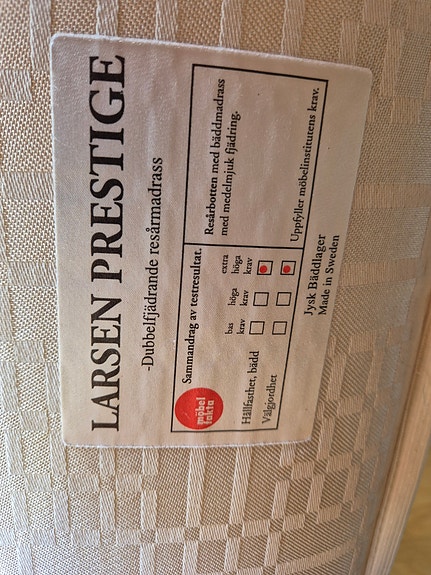 LARSEN PRESTIGE
-Dubbelfjädrande resårmadrass
Sammandrag av testresultat.
möbel
fakta
bas
krav
höga
krav
extra
höga
krav
Hållfasthet, bädd
Välgjordhet
Resårbotten med bäddmadrass
med medelmjuk fjädring.
Uppfyller möbelinstitutens krav.
Jysk Bäddlager
Made in Sweden